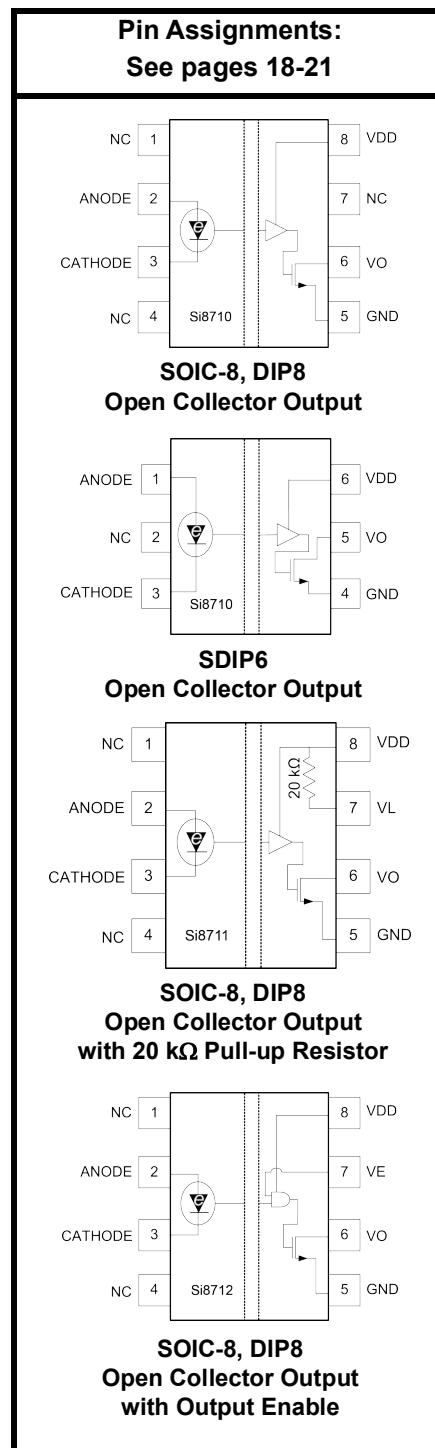 Pin Assignments:
See pages 18-21
NC 1
8 VDD
ANODE 2
7 NC
CATHODE 3
6 VO
NC 4
5 GND
e
Si8710
SOIC-8, DIP8
Open Collector Output
ANODE 1
6 VDD
NC 2
5 VO
CATHODE 3
4 GND
e
Si8710
SDIP6
Open Collector Output
NC 1
8 VDD
20 kΩ
ANODE 2
7 VL
CATHODE 3
6 VO
NC 4
5 GND
e
Si8711
SOIC-8, DIP8
Open Collector Output
with 20 kΩ Pull-up Resistor
NC 1
8 VDD
ANODE 2
7 VE
CATHODE 3
6 VO
NC 4
5 GND
e
Si8712
SOIC-8, DIP8
Open Collector Output
with Output Enable